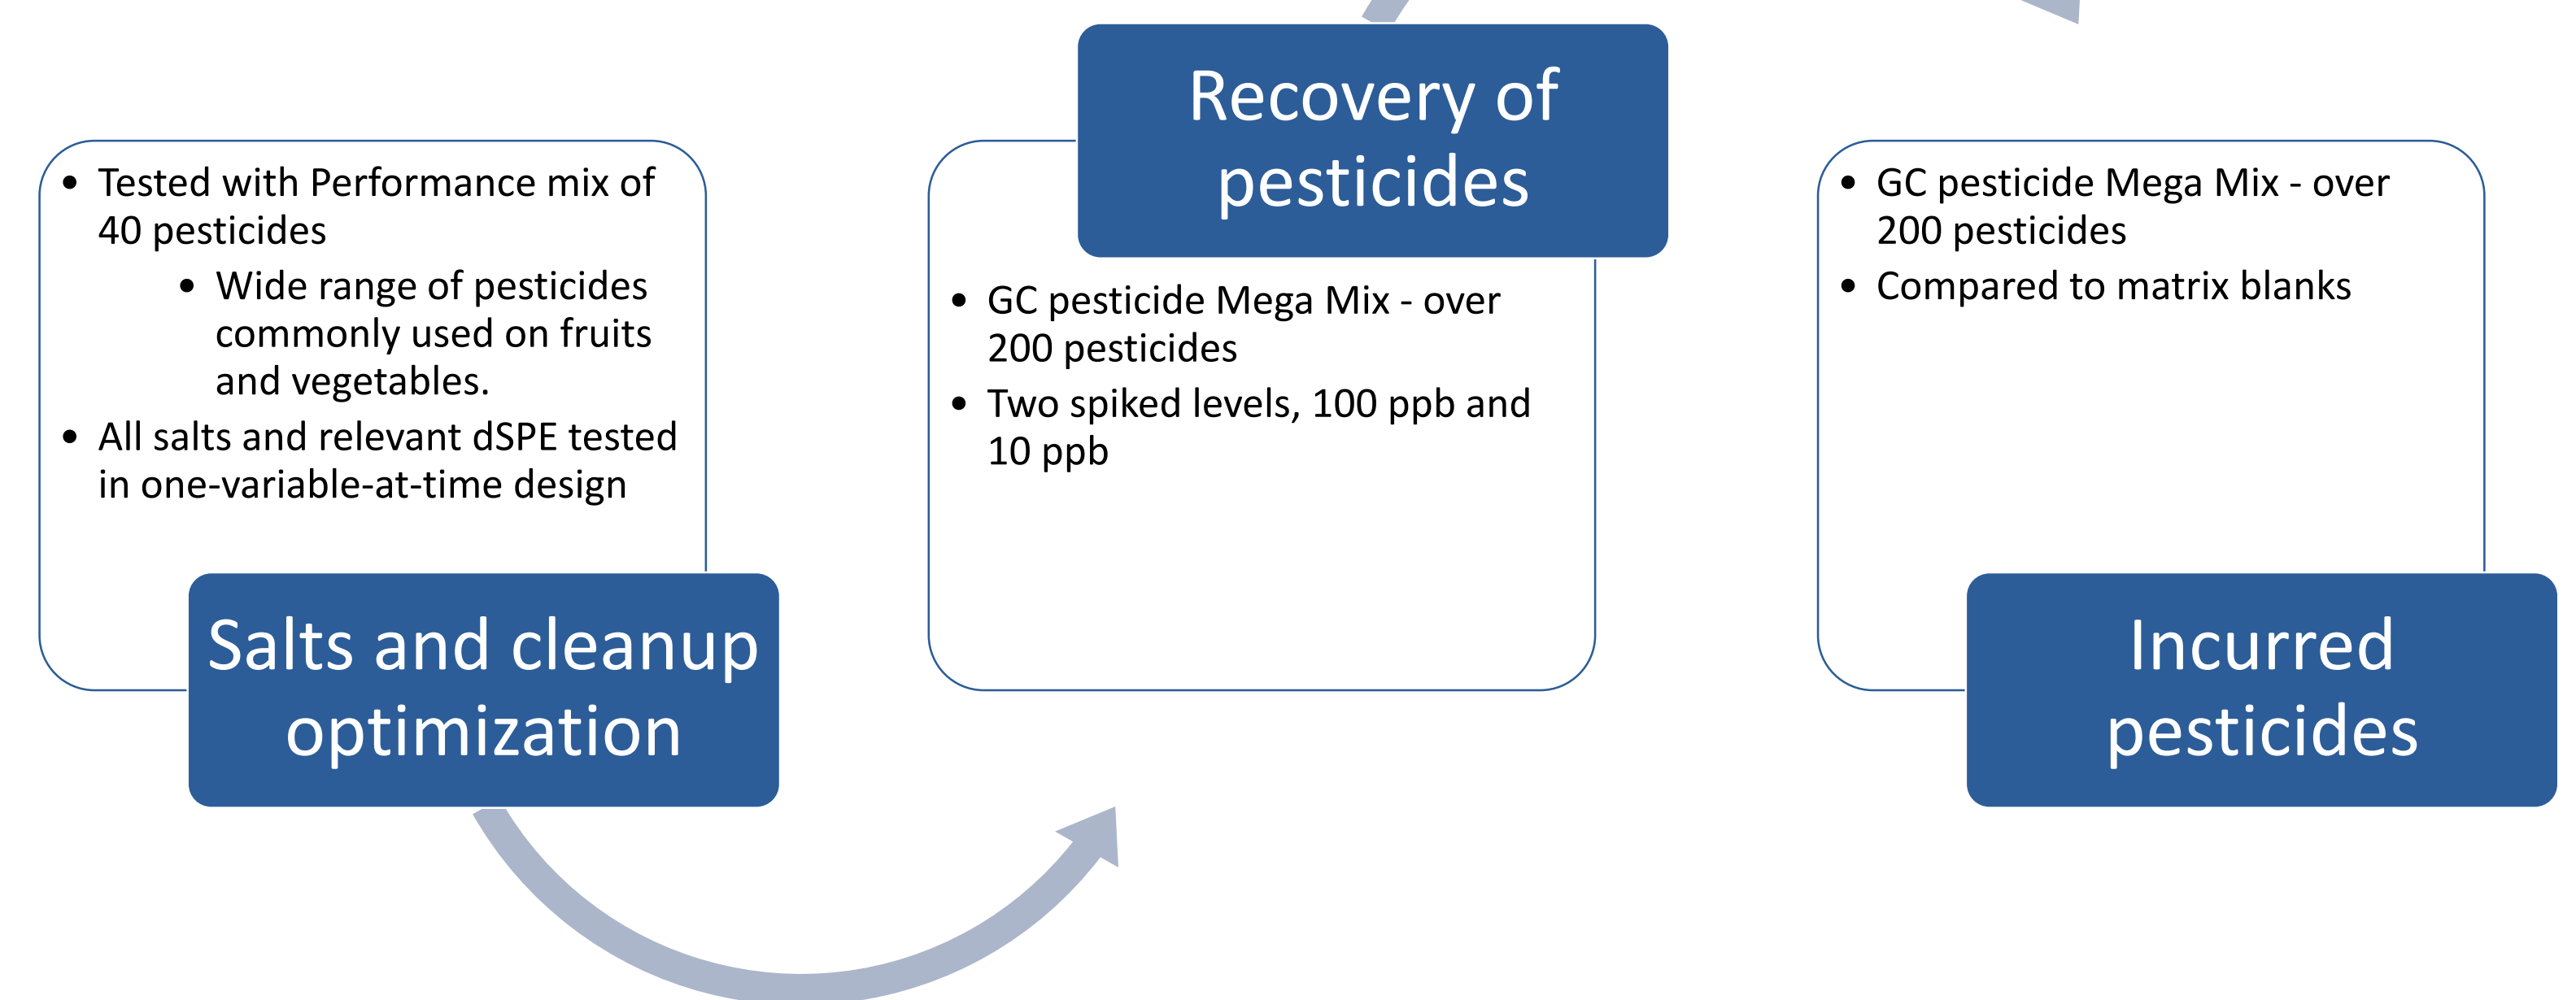 • Tested with Performance mix of
40 pesticides
• Wide range of pesticides
commonly used on fruits
and vegetables.
• All salts and relevant dSPE tested
in one-variable-at-time design
Salts and cleanup
optimization
Recovery of
pesticides
• GC pesticide Mega Mix - over
200 pesticides
• Two spiked levels, 100 ppb and
10 ppb
• GC pesticide Mega Mix - over
200 pesticides
• Compared to matrix blanks
Incurred
pesticides